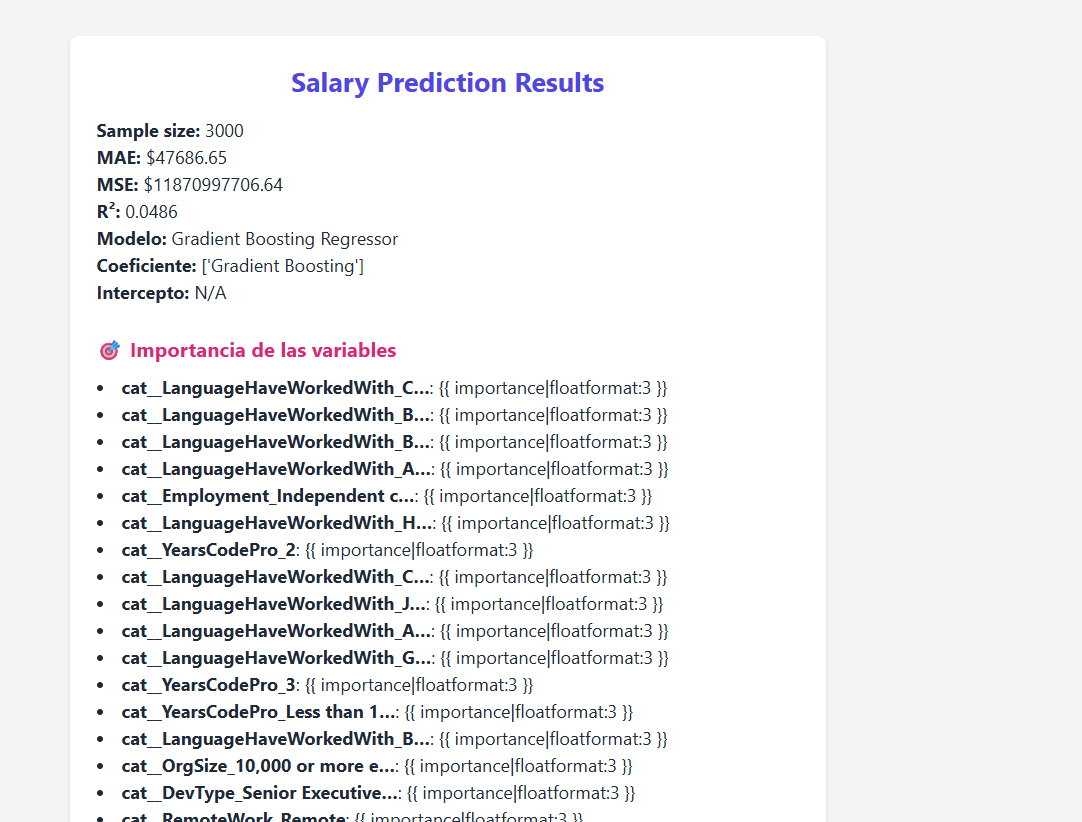 Salary Prediction Results
Sample size: 3000
MAE: $47686.65
MSE: $11870997706.64
R²: 0.0486
Modelo: Gradient Boosting Regressor
Coeficiente: ['Gradient Boosting']
Intercepto: N/A
🎯 Importancia de las variables
• cat__LanguageHaveWorkedWith_C…: {{ importance|floatformat:3 }}
• cat__LanguageHaveWorkedWith_B…: {{ importance|floatformat:3 }}
• cat__LanguageHaveWorkedWith_B…: {{ importance|floatformat:3 }}
• cat__LanguageHaveWorkedWith_A…: {{ importance|floatformat:3 }}
• cat__Employment_Independent c…: {{ importance|floatformat:3 }}
• cat__LanguageHaveWorkedWith_H…: {{ importance|floatformat:3 }}
• cat__YearsCodePro_2: {{ importance|floatformat:3 }}
• cat__LanguageHaveWorkedWith_C…: {{ importance|floatformat:3 }}
• cat__LanguageHaveWorkedWith_J…: {{ importance|floatformat:3 }}
• cat__LanguageHaveWorkedWith_A…: {{ importance|floatformat:3 }}
• cat__LanguageHaveWorkedWith_G…: {{ importance|floatformat:3 }}
• cat__YearsCodePro_3: {{ importance|floatformat:3 }}
• cat__YearsCodePro_Less than 1…: {{ importance|floatformat:3 }}
• cat__LanguageHaveWorkedWith_B…: {{ importance|floatformat:3 }}
• cat__OrgSize_10,000 or more e…: {{ importance|floatformat:3 }}
• cat__DevType_Senior Executive…: {{ importance|floatformat:3 }}
• cat__RemoteWork_Remote: {{ importance|floatformat:3 }}